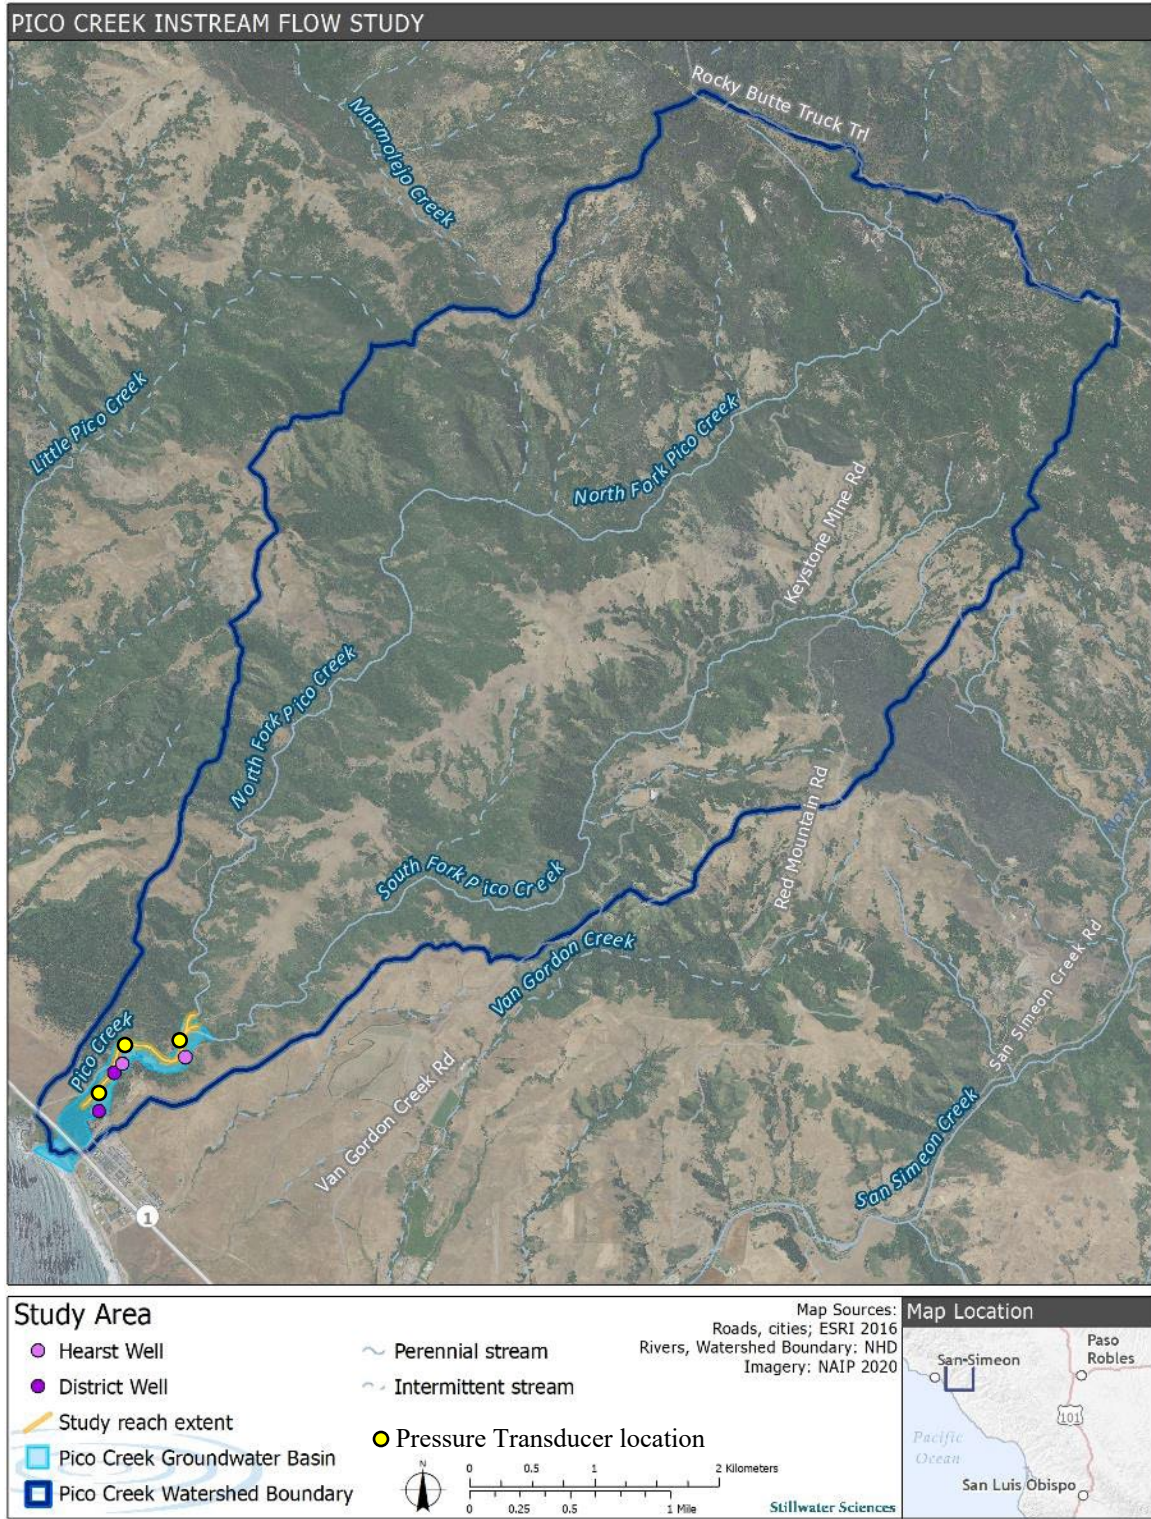 PICO CREEK INSTREAM FLOW STUDY
Rocky Butte Truck Trl
Marmolejo Creek
Little Pico Creek
North Fork Pico Creek
Keystone Mine Rd
North Fork Pico Creek
Red Mountain Rd
South Fork Pico Creek
Van Gordon Creek
San Simeon Creek Rd
Pico Creek
Van Gordon Creek Rd
San Simeon Creek
1
Study Area
Hearst Well
District Well
Study reach extent
Pico Creek Groundwater Basin
Pico Creek Watershed Boundary
Perennial stream
Intermittent stream
Pressure Transducer location
N
0 0.5 1 2 Kilometers
0 0.25 0.5 1 Mile
Map Sources:
Roads, cities; ESRI 2016
Rivers, Watershed Boundary: NHD
Imagery: NAIP 2020
Stillwater Sciences
Map Location
Paso
Robles
San Simeon
101
Pacific
Ocean
San Luis Obispo